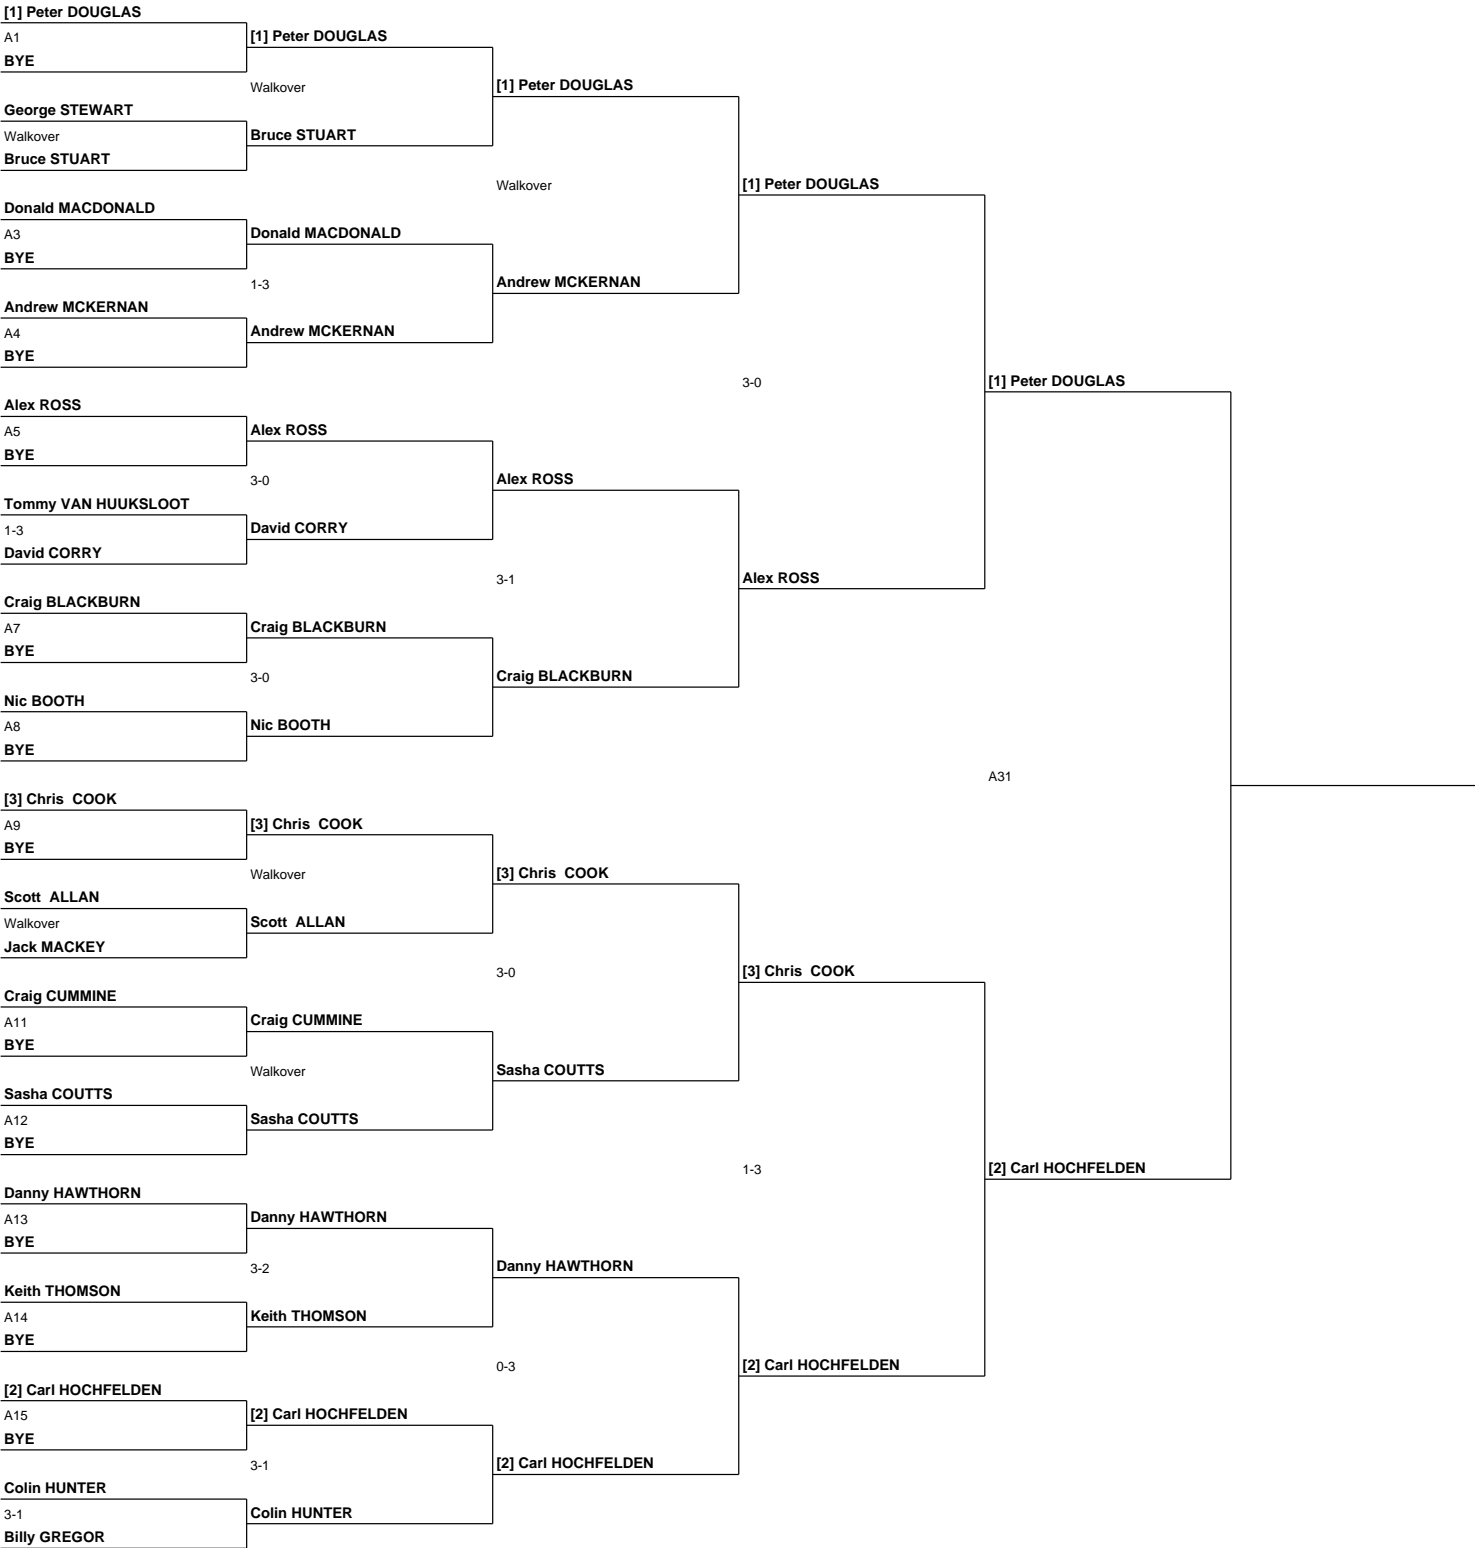 [1] Peter DOUGLAS
A1
BYE
George STEWART
Walkover
Bruce STUART
Donald MACDONALD
A3
BYE
Andrew MCKERNAN
A4
BYE
Alex ROSS
A5
BYE
Tommy VAN HUUKSLOOT
1-3
David CORRY
Craig BLACKBURN
A7
BYE
Nic BOOTH
A8
BYE
[3] Chris COOK
A9
BYE
Scott ALLAN
Walkover
Jack MACKEY
Craig CUMMINE
A11
BYE
Sasha COUTTS
A12
BYE
Danny HAWTHORN
A13
BYE
Keith THOMSON
A14
BYE
[2] Carl HOCHFELDEN
A15
BYE
Colin HUNTER
3-1
Billy GREGOR
[1] Peter DOUGLAS
Walkover
Bruce STUART
Donald MACDONALD
1-3
Andrew MCKERNAN
Alex ROSS
3-0
David CORRY
Craig BLACKBURN
3-0
Nic BOOTH
[3] Chris COOK
Walkover
Scott ALLAN
Craig CUMMINE
Walkover
Sasha COUTTS
Danny HAWTHORN
3-2
Keith THOMSON
[2] Carl HOCHFELDEN
3-1
Colin HUNTER
[1] Peter DOUGLAS
Walkover
Andrew MCKERNAN
Alex ROSS
3-1
Craig BLACKBURN
[3] Chris COOK
3-0
Sasha COUTTS
Danny HAWTHORN
0-3
[2] Carl HOCHFELDEN
[1] Peter DOUGLAS
3-0
Alex ROSS
[3] Chris COOK
1-3
[2] Carl HOCHFELDEN
[1] Peter DOUGLAS
A31
[2] Carl HOCHFELDEN